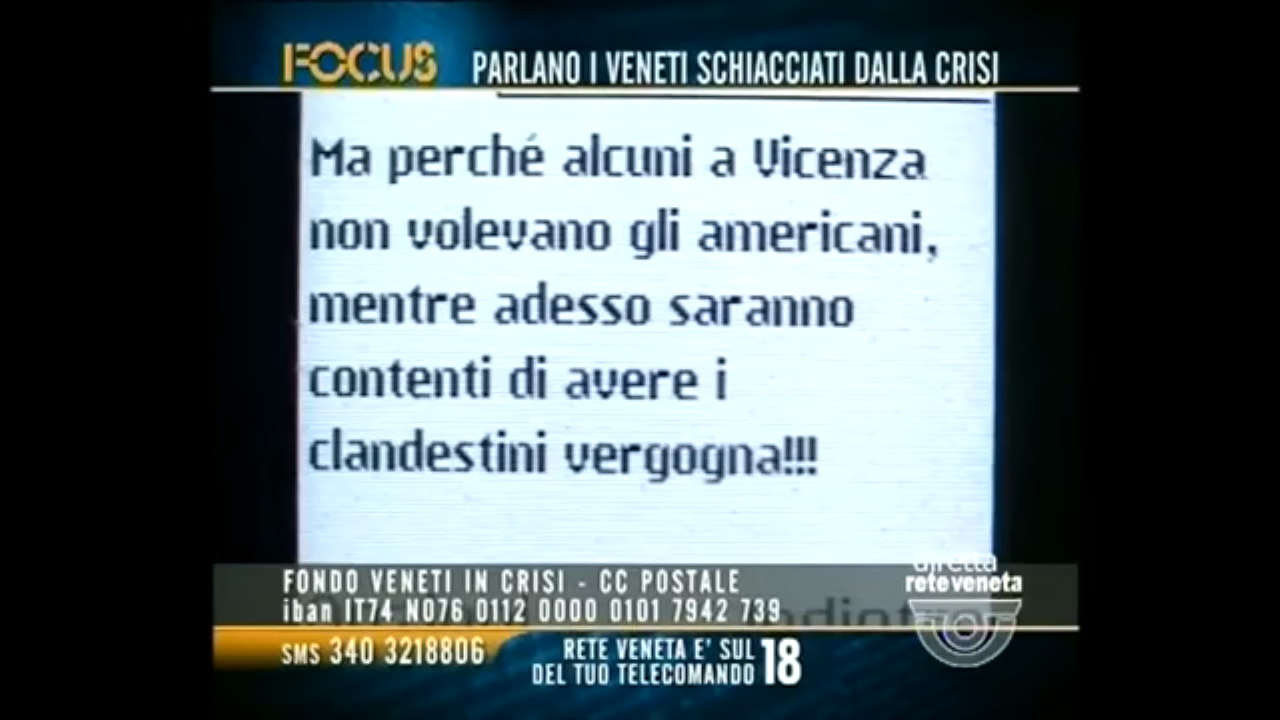 FOCUS PARLANO I VENETI SCHIACCIATI DALLA CRISI
Ma perché alcuni a Vicenza
non volevano gli americani,
mentre adesso saranno
contenti di avere i
clandestini vergogna!!!
FONDO VENETI IN CRISI - CC POSTALE
iban IT74 N076 0112 0000 0101 7942 739
diretta
reteveneta
SMS 340 3218806
RETE VENETA E' SUL
DEL TUO TELECOMANDO 18